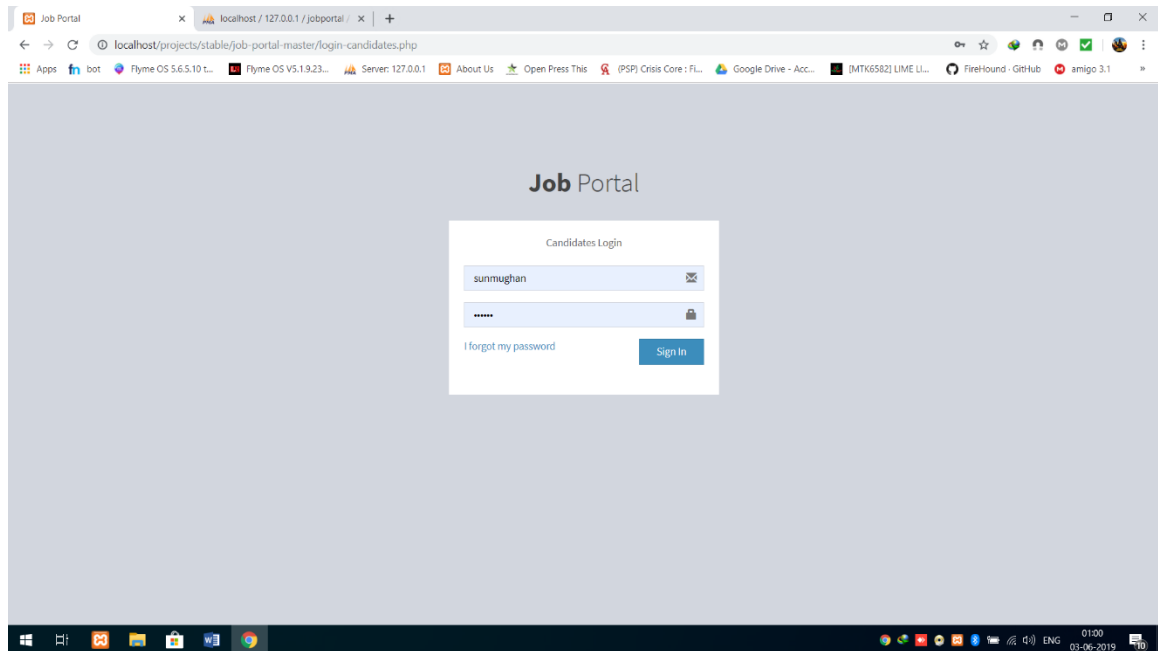 Job Portal
localhost / 127.0.0.1 / jobportal /
localhost/projects/stable/job-portal-master/login-candidates.php
Apps fn bot Flyme OS 5.6.5.10 t... Flyme OS V5.1.9.23... Server: 127.0.0.1 About Us Open Press This (PSP) Crisis Core : Fi... Google Drive - Acc... [MTK6582] LIME LI... FireHound · GitHub amigo 3.1 »
Job Portal
Candidates Login
sunmughan
••••••
I forgot my password
Sign In
ENG
01:00
03-06-2019
10